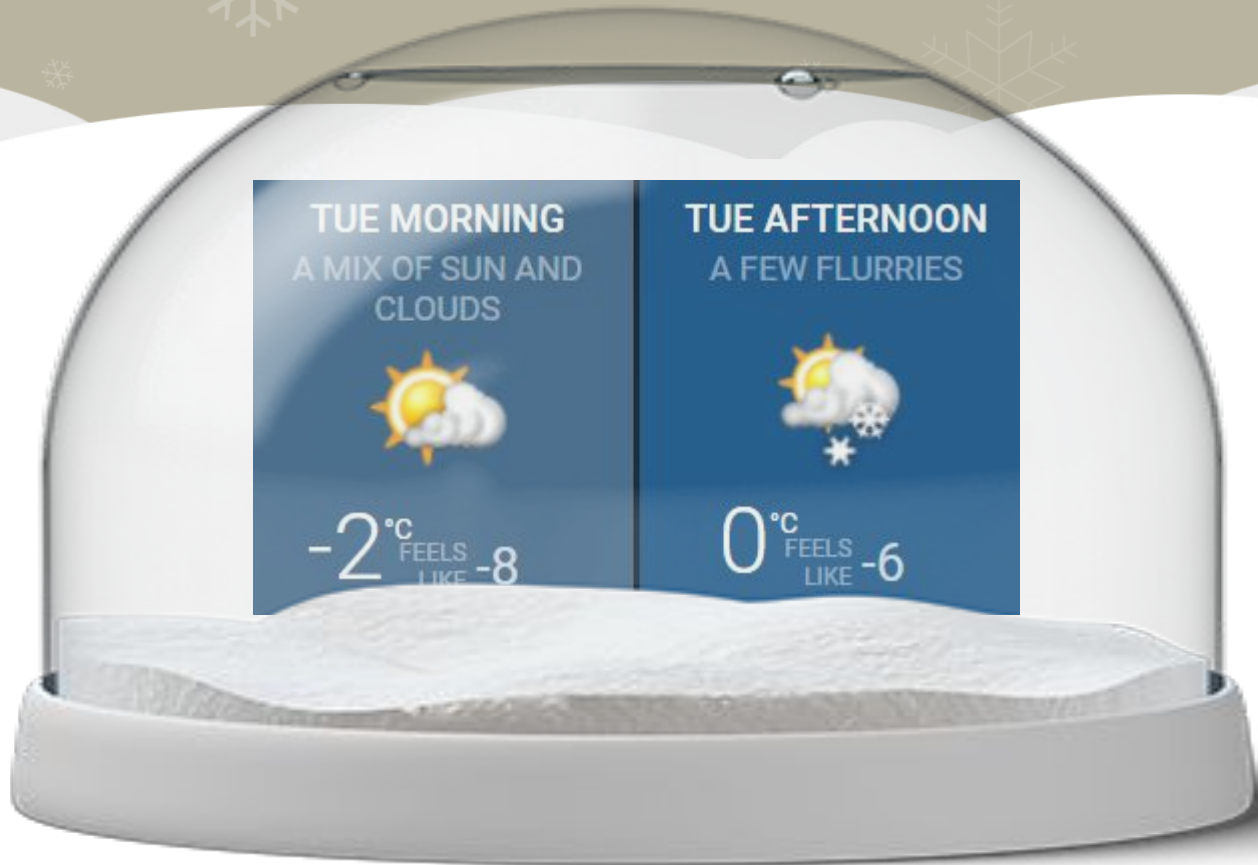 TUE MORNING
A MIX OF SUN AND
CLOUDS
-2°C
FEELS
LIKE -8
TUE AFTERNOON
A FEW FLURRIES
0°C
FEELS
LIKE -6